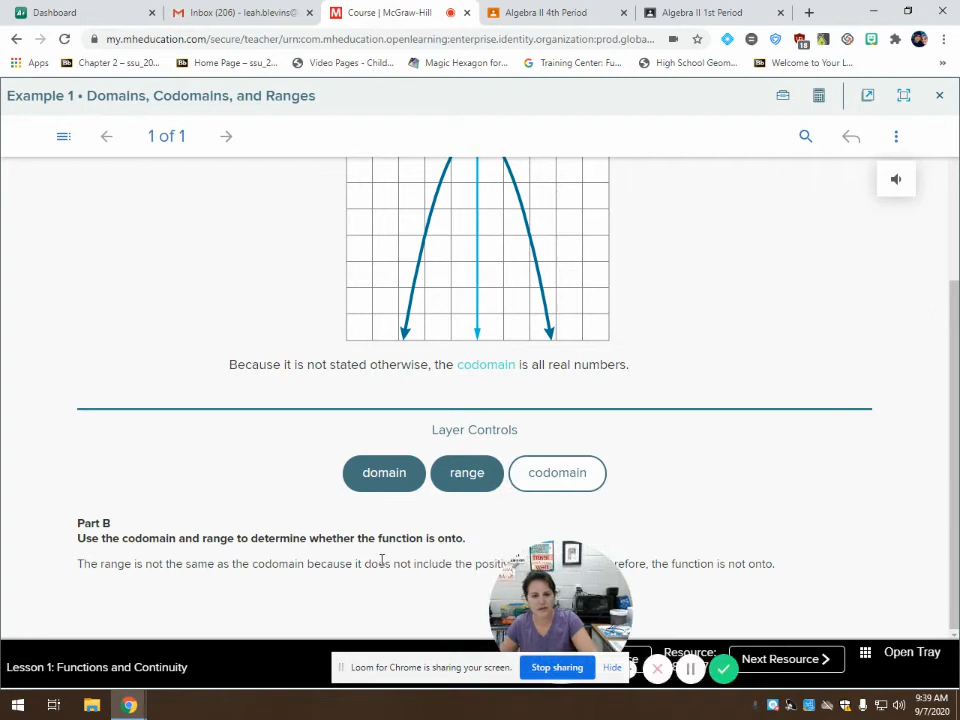 Dashboard
Inbox (206) - leah.blevins@
Course | McGraw-Hill
Algebra II 4th Period
Algebra II 1st Period
my.mheducation.com/secure/teacher/urn:com.mheducation.openlearning:enterprise.identity.organization:prod.globa...
Apps
Chapter 2 – ssu_20...
Home Page – ssu_2...
Video Pages - Child...
Magic Hexagon for...
Training Center: Fu...
High School Geom...
Welcome to Your L...
Example 1 • Domains, Codomains, and Ranges
1 of 1
Because it is not stated otherwise, the codomain is all real numbers.
Layer Controls
domain
range
codomain
Part B
Use the codomain and range to determine whether the function is onto.
The range is not the same as the codomain because it does not include the the function is not onto.
Lesson 1: Functions and Continuity
Resource:
Next Resource
Open Tray
Loom for Chrome is sharing your screen.
Stop sharing
Hide
9:39 AM
9/7/2020